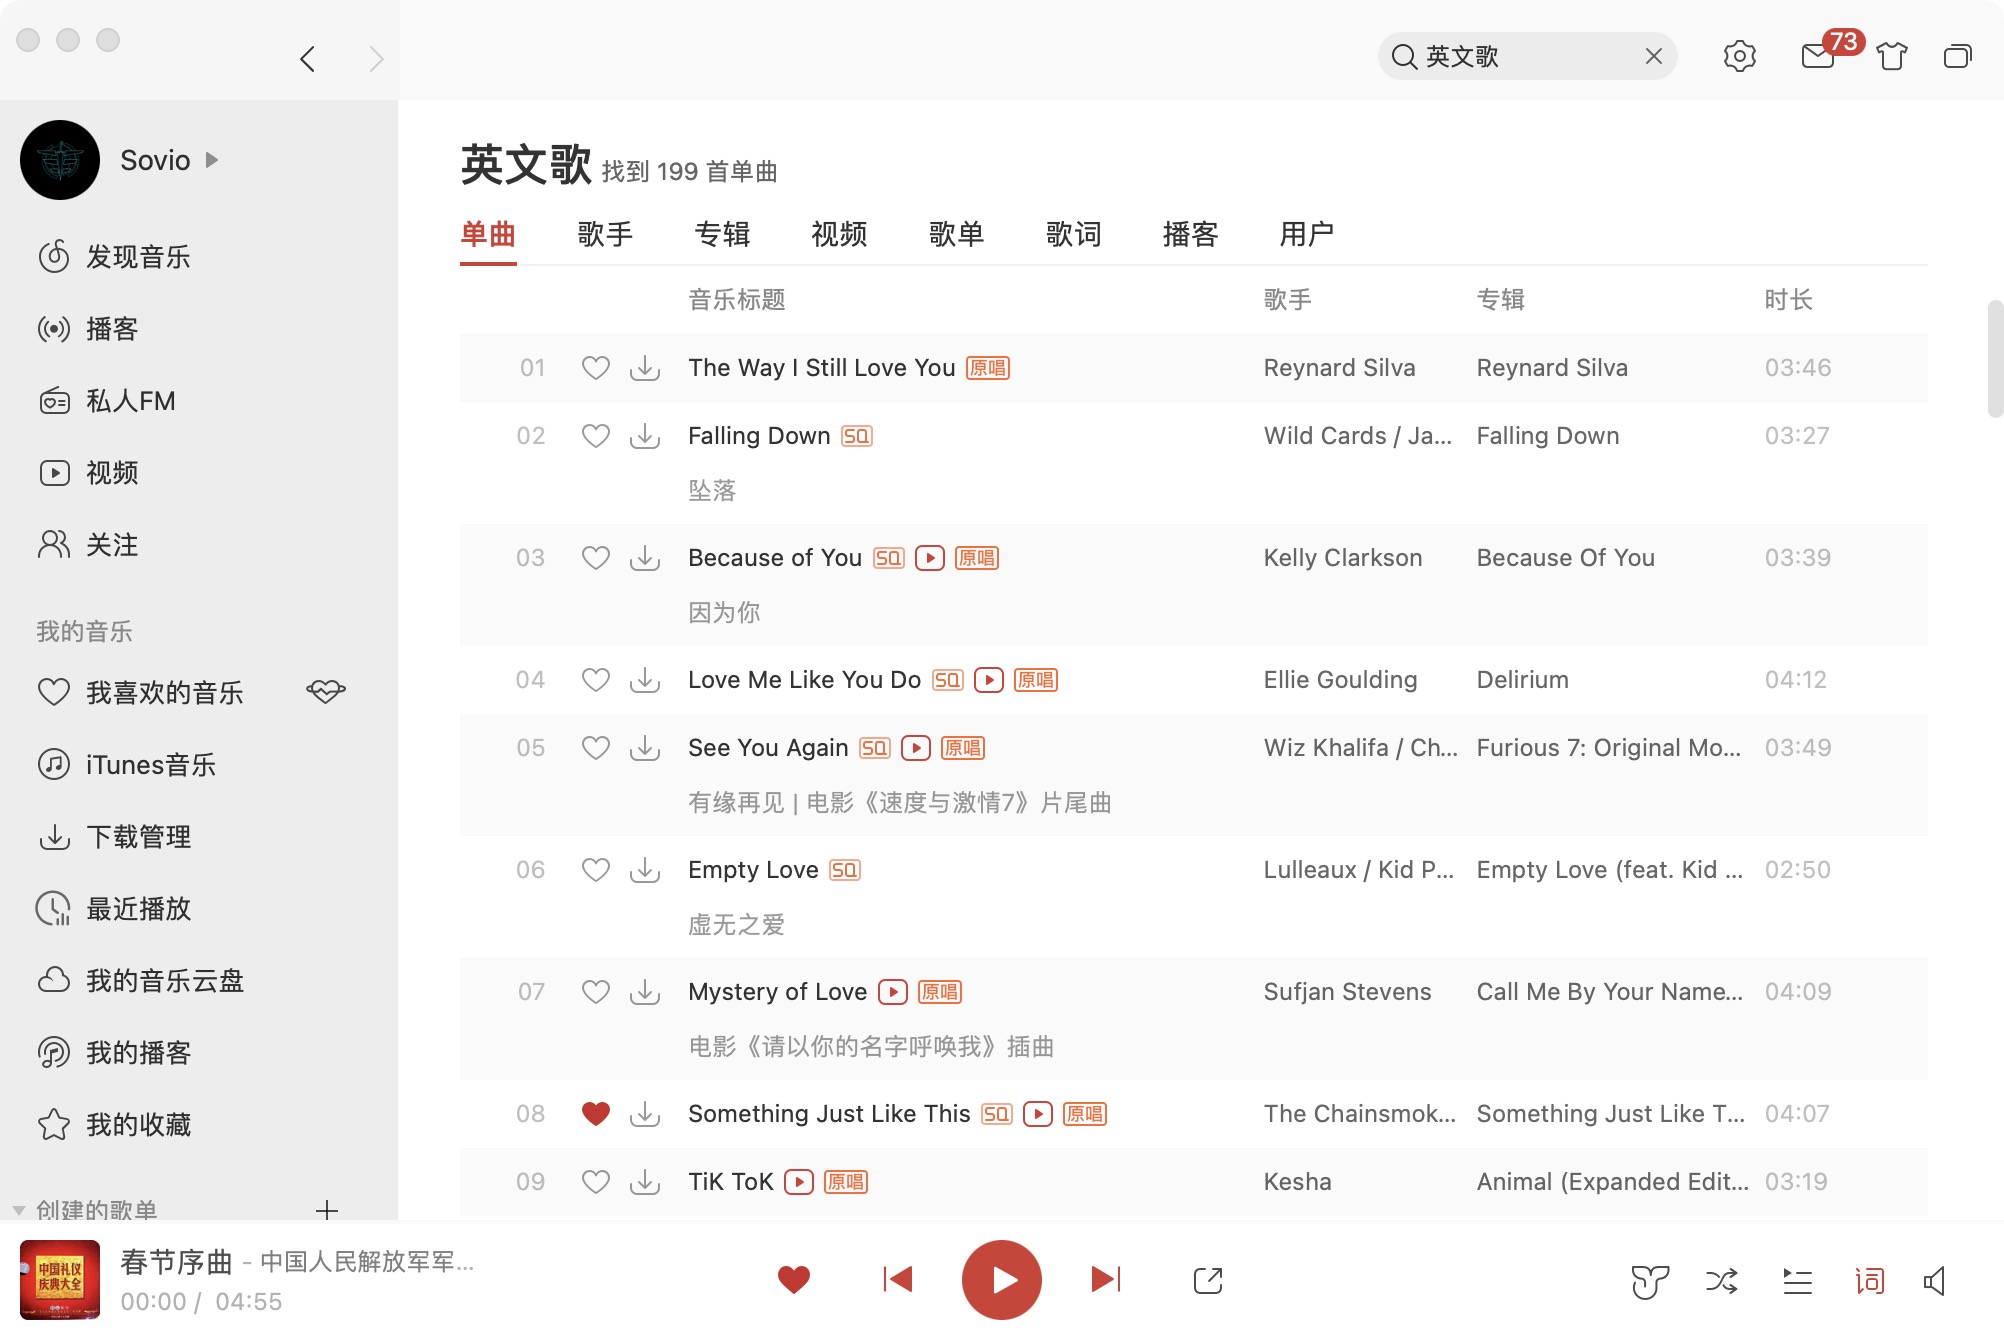 英文歌
73
Sovio
发现音乐
播客
私人FM
视频
关注
我的音乐
我喜欢的音乐
iTunes音乐
下载管理
最近播放
我的音乐云盘
我的播客
我的收藏
创建的歌单
英文歌 找到 199 首单曲
单曲 歌手 专辑 视频 歌单 歌词 播客 用户
音乐标题 歌手 专辑 时长
01 The Way I Still Love You 原唱 Reynard Silva Reynard Silva 03:46
02 Falling Down SQ Wild Cards / Ja... Falling Down 03:27
坠落
03 Because of You SQ 原唱 Kelly Clarkson Because Of You 03:39
因为你
04 Love Me Like You Do SQ 原唱 Ellie Goulding Delirium 04:12
05 See You Again SQ 原唱 Wiz Khalifa / Ch... Furious 7: Original Mo... 03:49
有缘再见 | 电影《速度与激情7》片尾曲
06 Empty Love SQ Lulleaux / Kid P... Empty Love (feat. Kid ... 02:50
虚无之爱
07 Mystery of Love 原唱 Sufjan Stevens Call Me By Your Name... 04:09
电影《请以你的名字呼唤我》插曲
08 Something Just Like This SQ 原唱 The Chainsmok... Something Just Like T... 04:07
09 TiK ToK 原唱 Kesha Animal (Expanded Edit... 03:19
中国礼仪
庆典大全
春节序曲 - 中国人民解放军军...
00:00 / 04:55
词